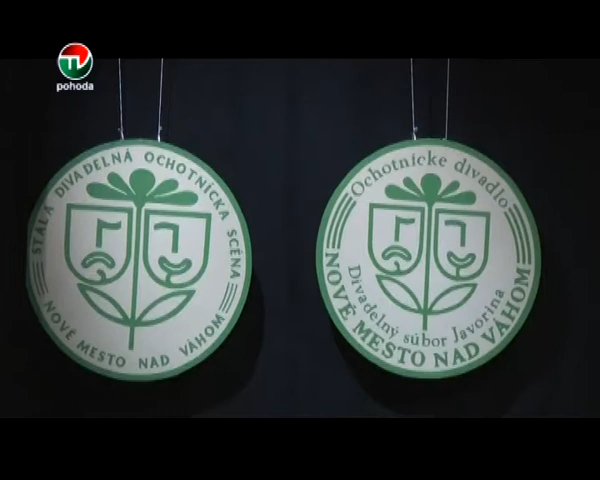 TV
pohoda
STÁLA DIVADELNÁ OCHOTNÍCKA SCÉNA
NOVÉ MESTO NAD VÁHOM
Ochotnícke divadlo
Divadelný súbor Javorina
NOVÉ MESTO NAD VÁHOM